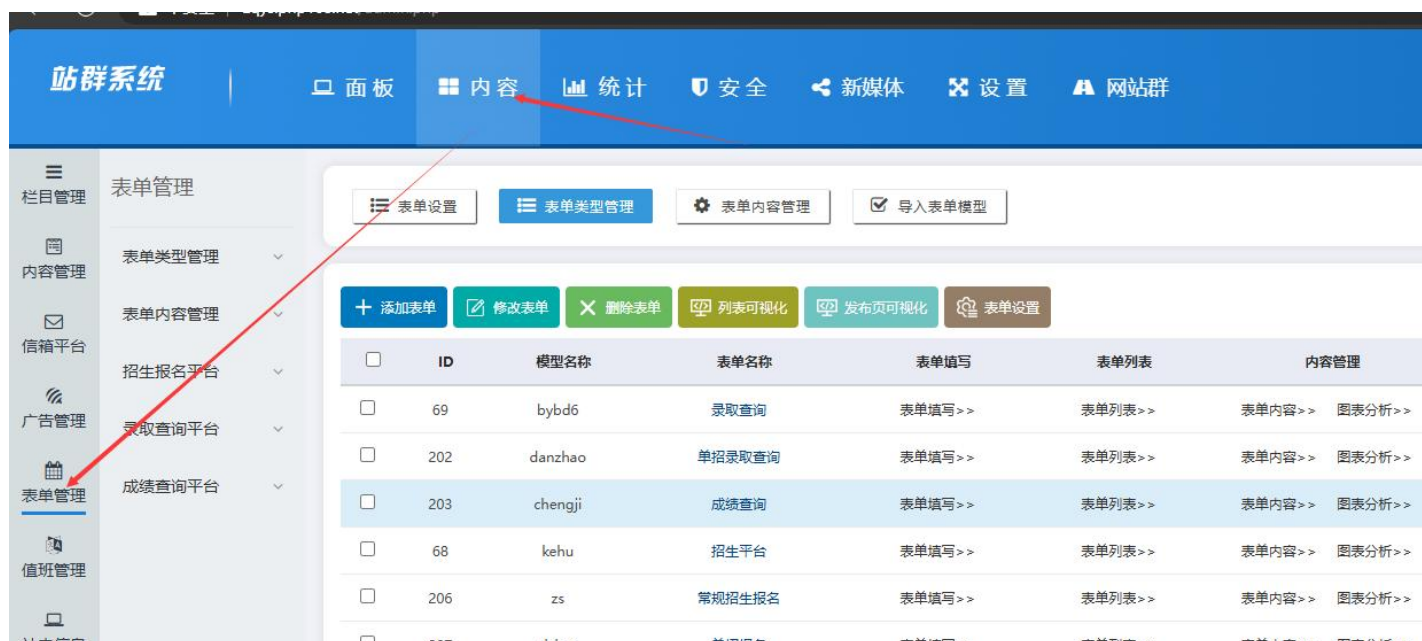 站群系统
面板 内容 统计 安全 新媒体 设置 网站群
栏目管理
内容管理
信箱平台
广告管理
表单管理
值班管理
表单管理
表单类型管理
表单内容管理
招生报名平台
录取查询平台
成绩查询平台
表单设置 表单类型管理 表单内容管理 导入表单模型
添加表单 修改表单 删除表单 列表可视化 发布页可视化 表单设置
ID 模型名称 表单名称 表单填写 表单列表 内容管理
69 bybd6 录取查询 表单填写>> 表单列表>> 表单内容>> 图表分析>>
202 danzhao 单招录取查询 表单填写>> 表单列表>> 表单内容>> 图表分析>>
203 chengji 成绩查询 表单填写>> 表单列表>> 表单内容>> 图表分析>>
68 kehu 招生平台 表单填写>> 表单列表>> 表单内容>> 图表分析>>
206 zs 常规招生报名 表单填写>> 表单列表>> 表单内容>> 图表分析>>